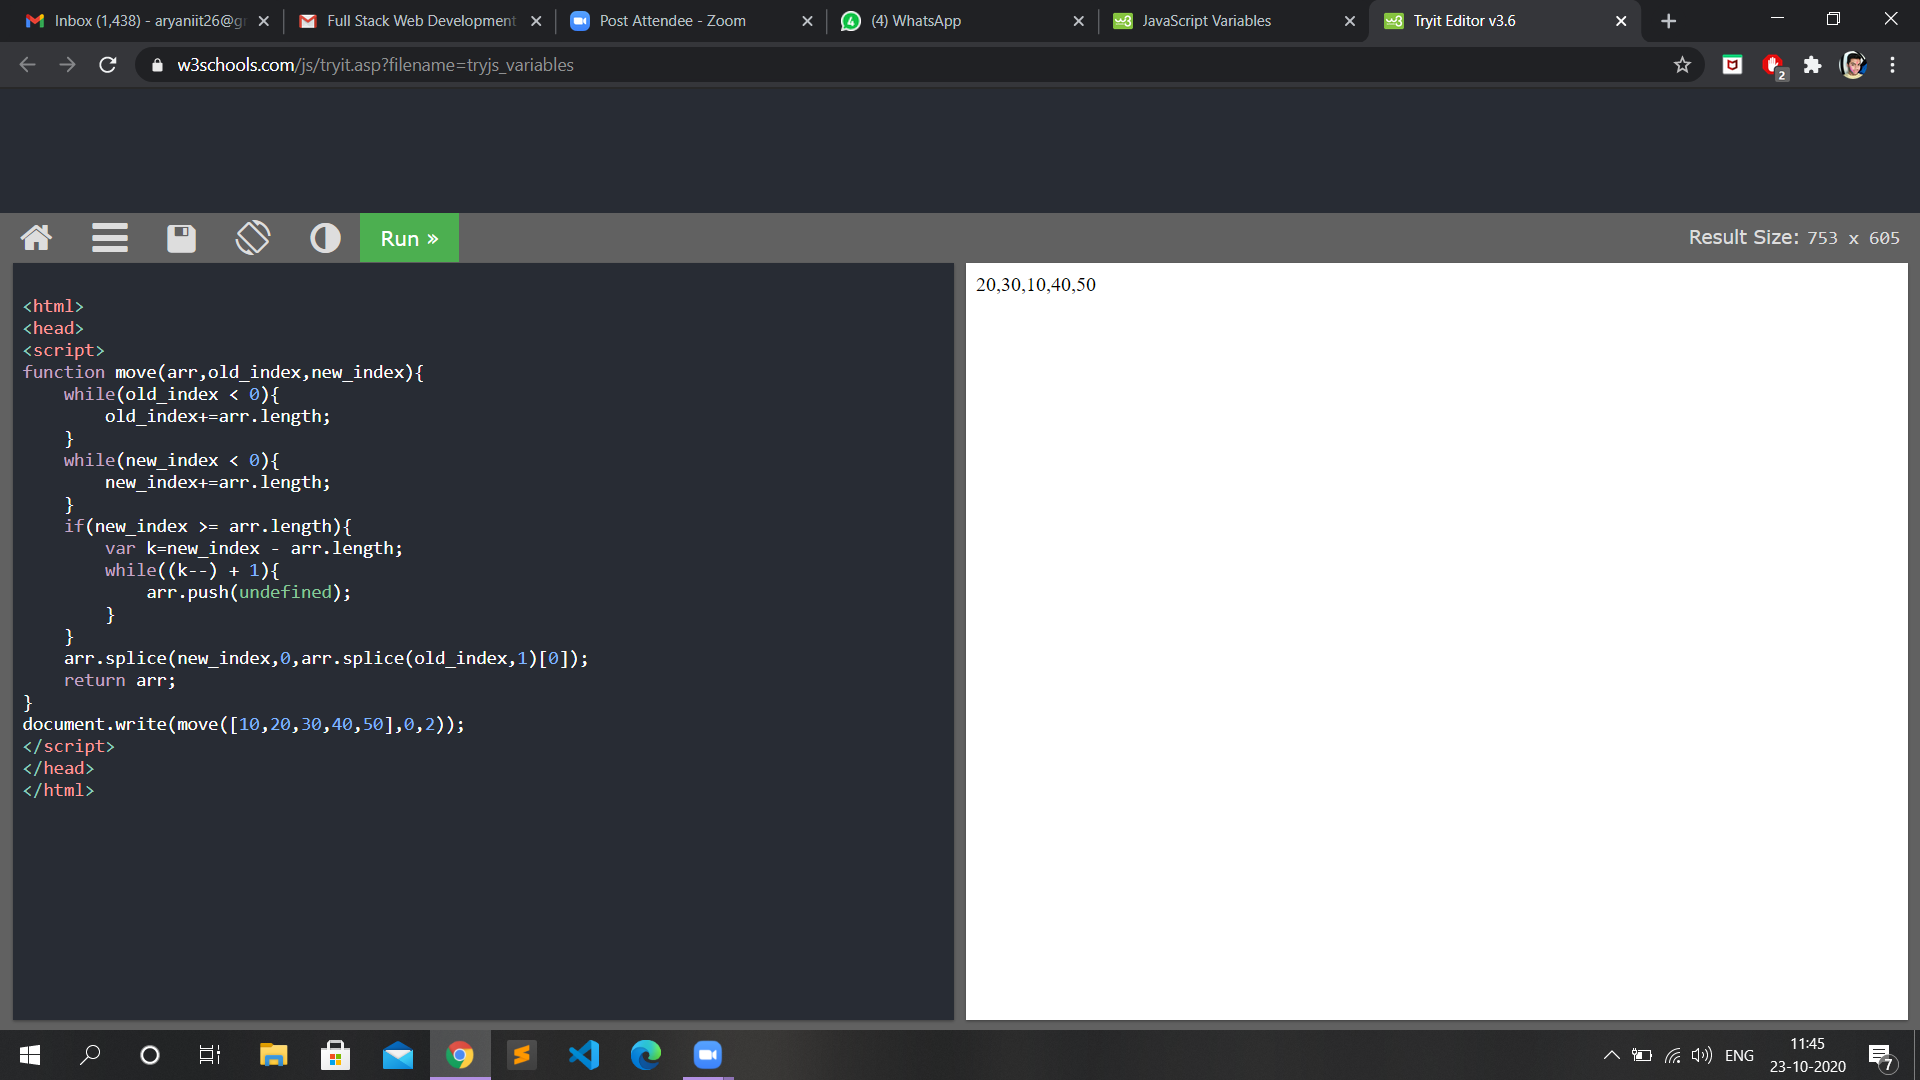 Inbox (1,438) - aryaniit26@gr
Full Stack Web Development
Post Attendee - Zoom
(4) WhatsApp
JavaScript Variables
Tryit Editor v3.6
w3schools.com/js/tryit.asp?filename=tryjs_variables
2
Run »
Result Size: 753 x 605
<html>
<head>
<script>
function move(arr,old_index,new_index){
    while(old_index < 0){
        old_index+=arr.length;
    }
    while(new_index < 0){
        new_index+=arr.length;
    }
    if(new_index >= arr.length){
        var k=new_index - arr.length;
        while((k--) + 1){
            arr.push(undefined);
        }
    }
    arr.splice(new_index,0,arr.splice(old_index,1)[0]);
    return arr;
}
document.write(move([10,20,30,40,50],0,2));
</script>
</head>
</html>
20,30,10,40,50
ENG
11:45
23-10-2020
7